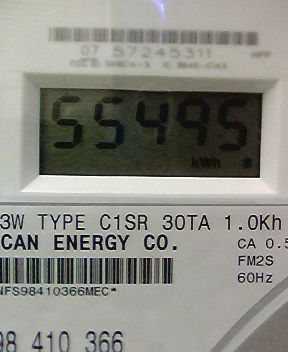 07 57245311
55495
kWh
3W TYPE C1SR 30TA 1.0Kh
CAN ENERGY CO.
CA 0.5
FM2S
60Hz
NFS98410366MEC*
98 410 366